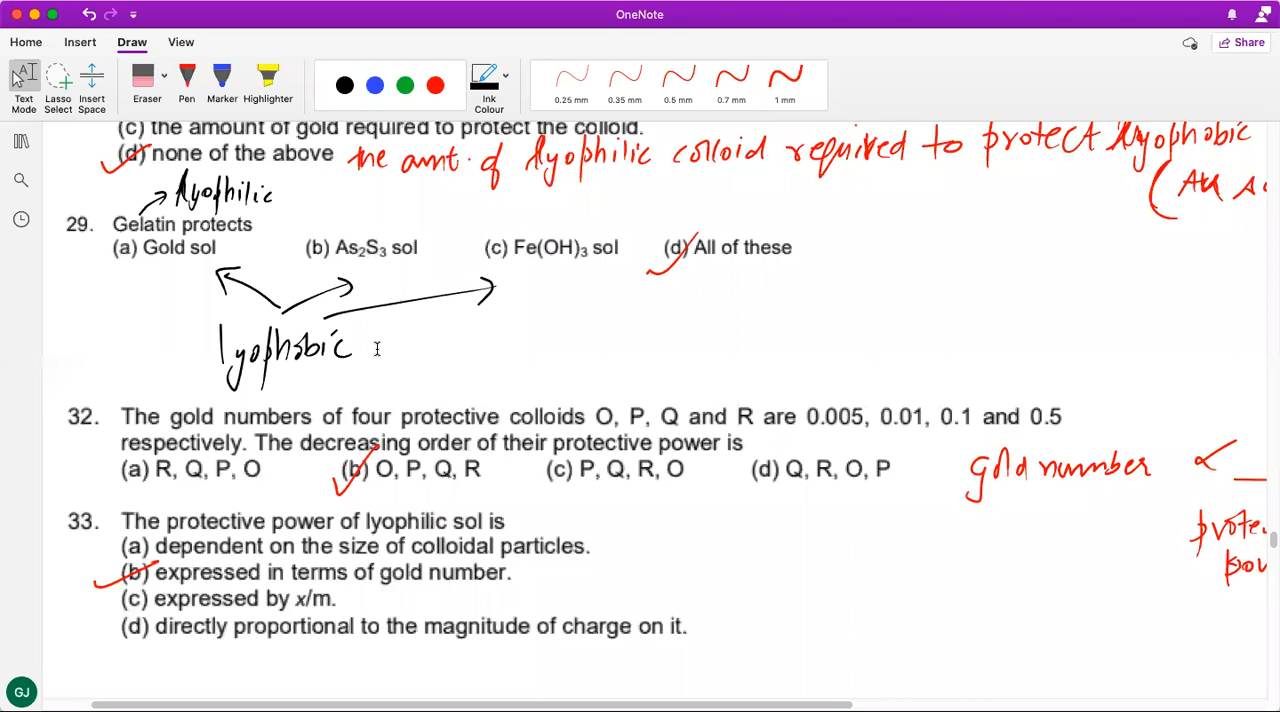 OneNote
Home Insert Draw View
Share
Text Mode
Lasso Select
Insert Space
Eraser
Pen
Marker
Highlighter
Ink Colour
0.25 mm
0.35 mm
0.5 mm
0.7 mm
1 mm
(c) the amount of gold required to protect the colloid.
(d) none of the above the amt. of lyophilic colloid required to protect lyophobic
(Au
lyophilic
29. Gelatin protects
(a) Gold sol (b) As₂S₃ sol (c) Fe(OH)₃ sol (d) All of these
lyophobic
32. The gold numbers of four protective colloids O, P, Q and R are 0.005, 0.01, 0.1 and 0.5
respectively. The decreasing order of their protective power is
(a) R, Q, P, O (b) O, P, Q, R (c) P, Q, R, O (d) Q, R, O, P
gold number ∝
33. The protective power of lyophilic sol is
(a) dependent on the size of colloidal particles.
(b) expressed in terms of gold number.
(c) expressed by x/m.
(d) directly proportional to the magnitude of charge on it.
GJ